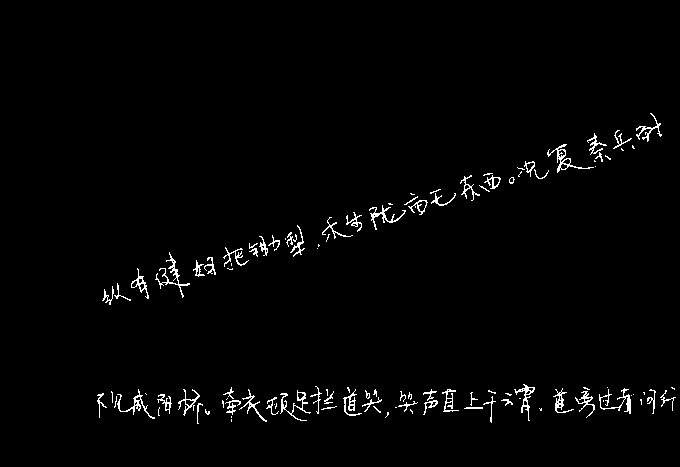 纵有健妇把锄犁,禾生陇亩无东西。况复秦兵耐
不见咸阳桥。牵衣顿足拦道哭,哭声直上干云霄。道旁过者问行